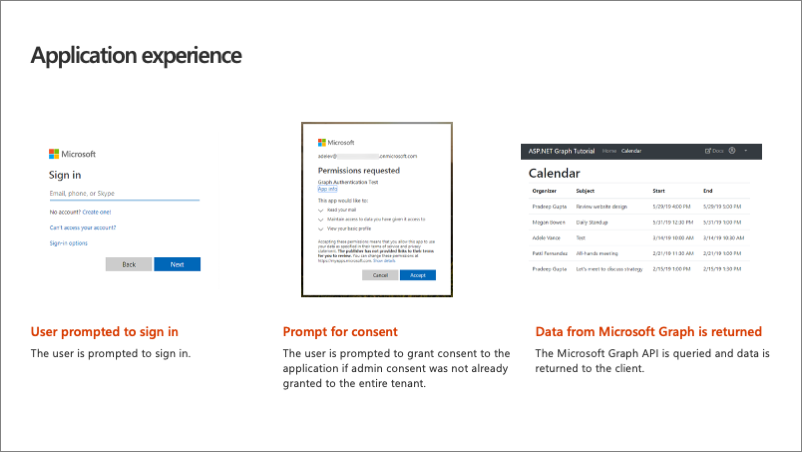 Application experience
Microsoft
Sign in
Email, phone, or Skype
No account? Create one!
Can't access your account?
Sign-in options
Back Next
Microsoft
onmicrosoft.com
Permissions requested
Graph Authentication Test
App info
This app would like to:
Read your mail
Maintain access to data you have given it access to
View your basic profile
Accepting these permissions means that you allow this app to use
your data as specified in their terms of service and privacy
statement. The publisher has not provided links to their terms
for you to review. You can change these permissions at
https://myapps.microsoft.com. Show details
Cancel Accept
ASP.NET Graph Tutorial Home Calendar Docs
Calendar
Organizer Subject Start End
Pradeep Gupta Review website design 5/29/19 4:00 PM 5/29/19 5:00 PM
Megan Bowen Daily Standup 5/31/19 12:30 PM 5/31/19 1:00 PM
Adele Vance Test 3/14/19 10:00 AM 3/14/19 10:30 AM
Patti Fernandez All-hands meeting 2/01/19 11:30 AM 2/01/19 1:00 PM
Pradeep Gupta Let's meet to discuss strategy 2/15/19 1:00 PM 2/15/19 1:30 PM
User prompted to sign in
The user is prompted to sign in.
Prompt for consent
The user is prompted to grant consent to the
application if admin consent was not already
granted to the entire tenant.
Data from Microsoft Graph is returned
The Microsoft Graph API is queried and data is
returned to the client.